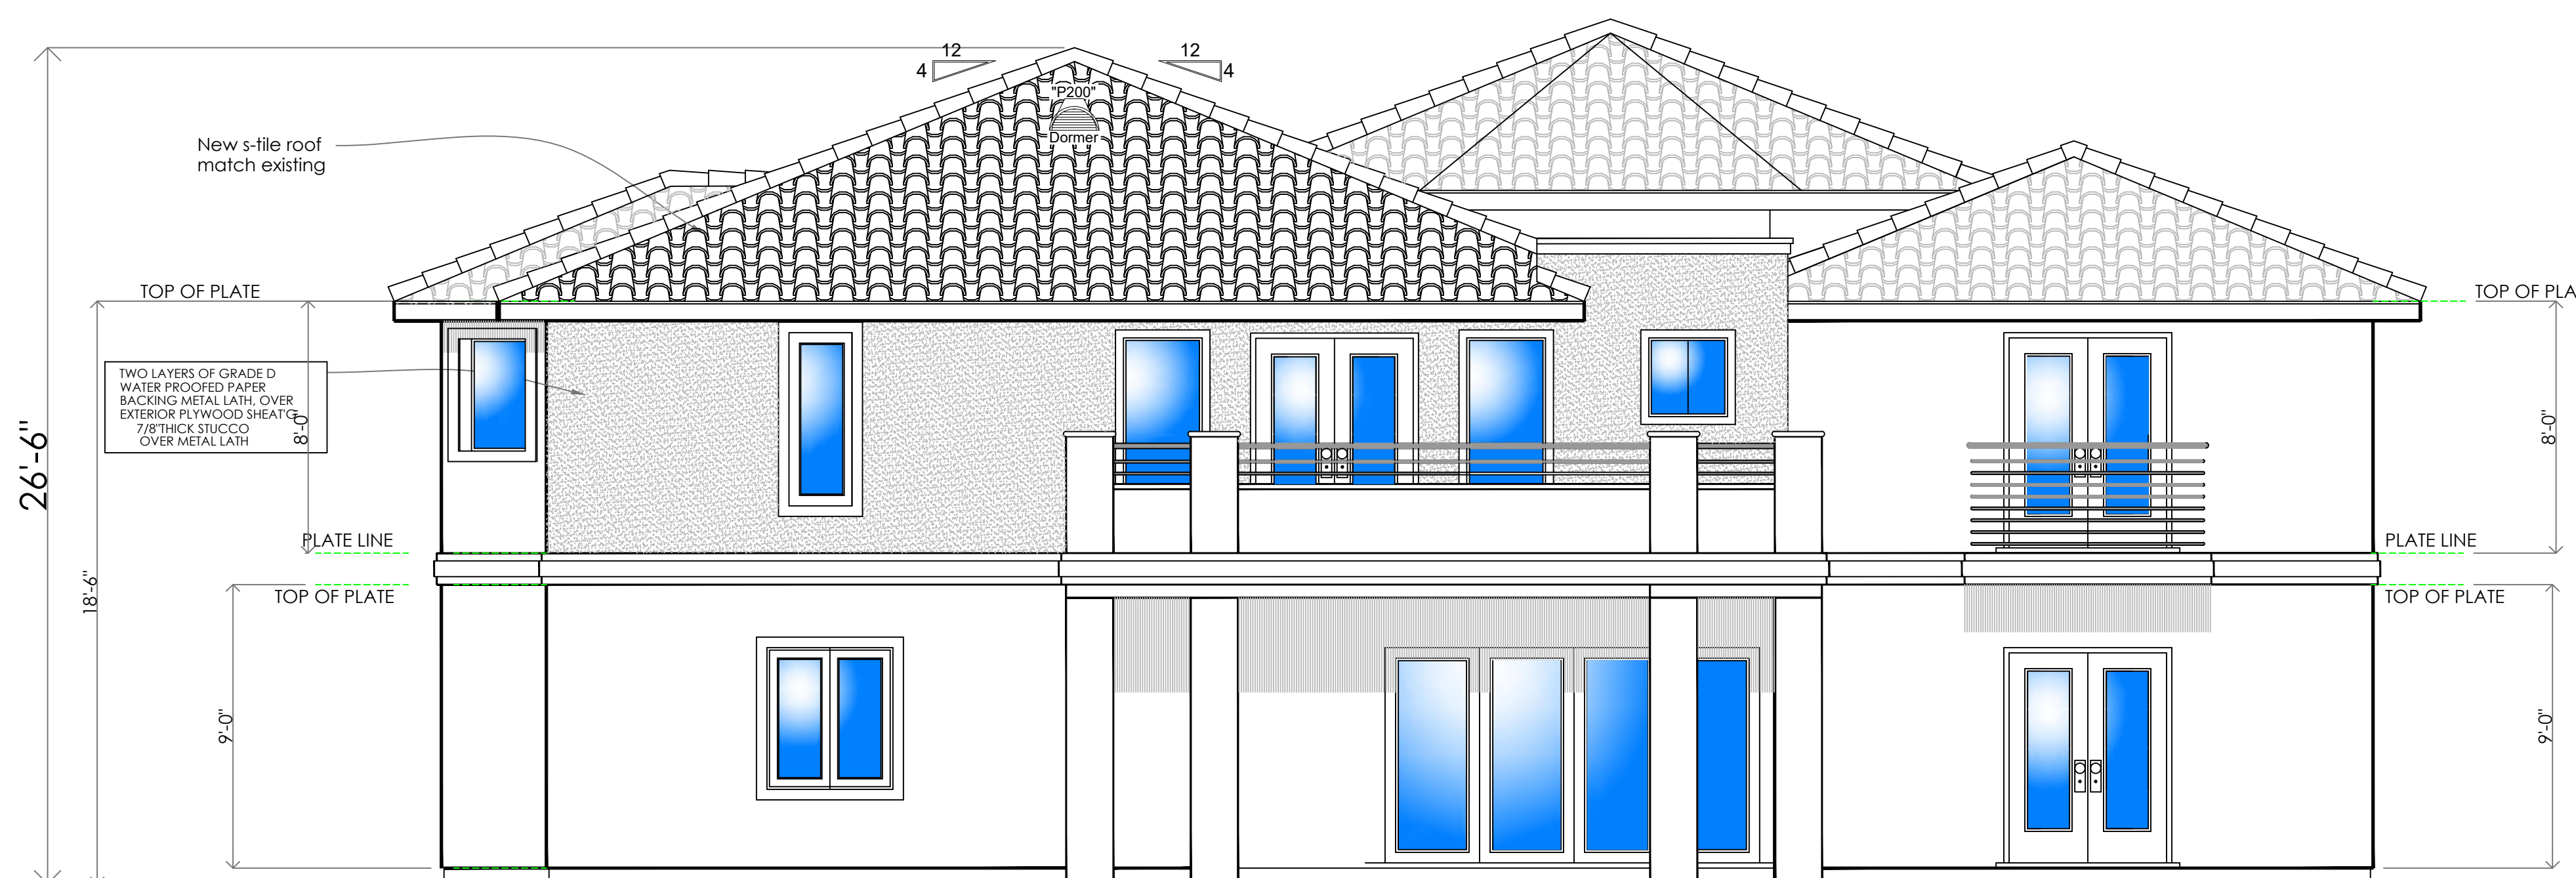 12
4
12
4
"P200"
Dormer
New s-tile roof
match existing
TOP OF PLATE
TOP OF PLA
TWO LAYERS OF GRADE D
WATER PROOFED PAPER
BACKING METAL LATH, OVER
EXTERIOR PLYWOOD SHEAT'G
7/8"THICK STUCCO
OVER METAL LATH
8'-0"
8'-0"
26'-6"
PLATE LINE
PLATE LINE
18'-6"
TOP OF PLATE
TOP OF PLATE
9'-0"
9'-0"